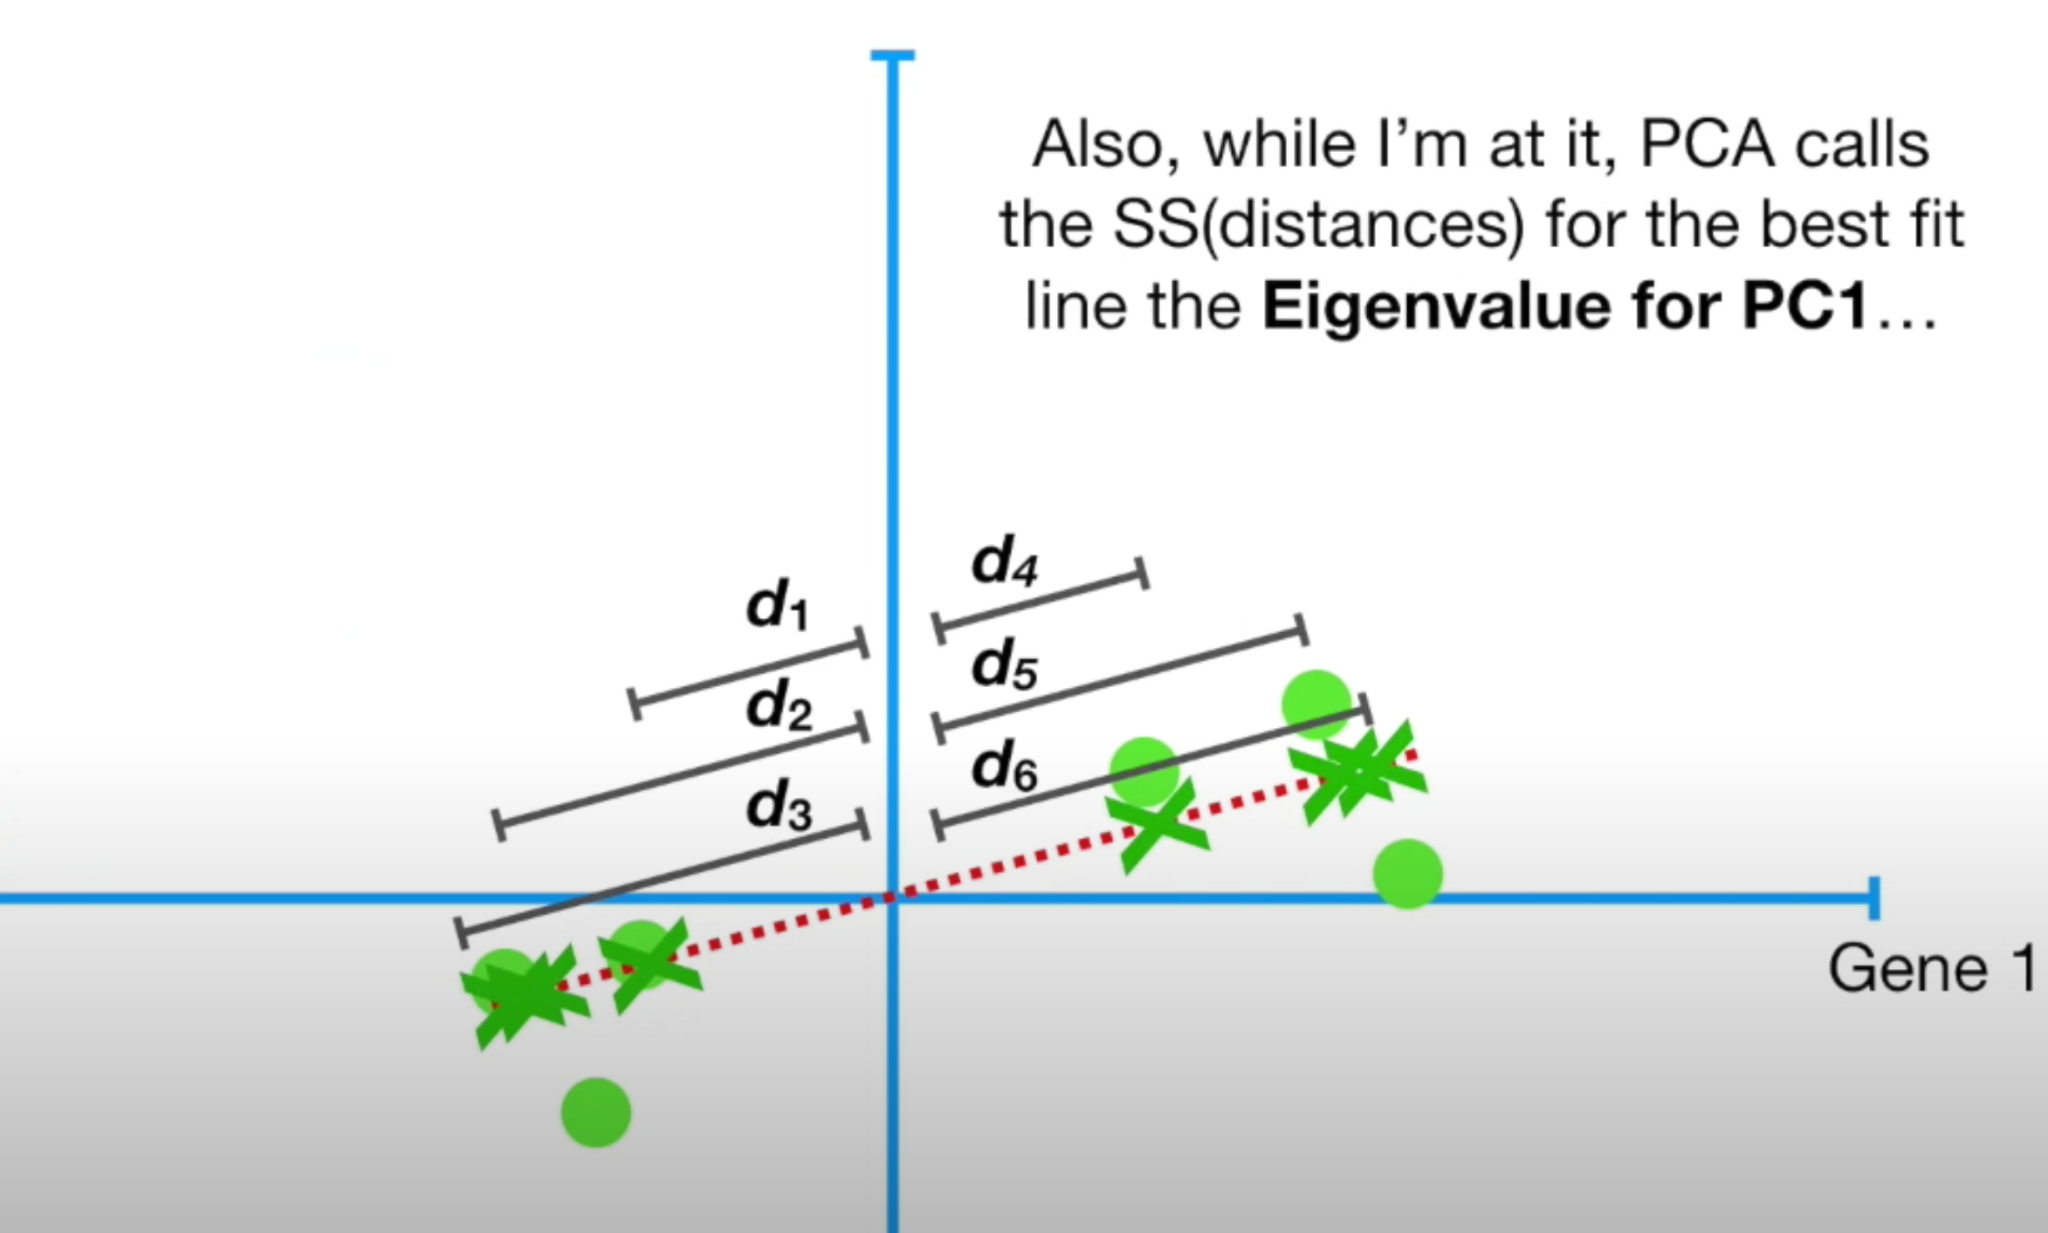 Also, while I'm at it, PCA calls
the SS(distances) for the best fit
line the Eigenvalue for PC1…
d4
d1
d5
d2
d6
d3
Gene 1